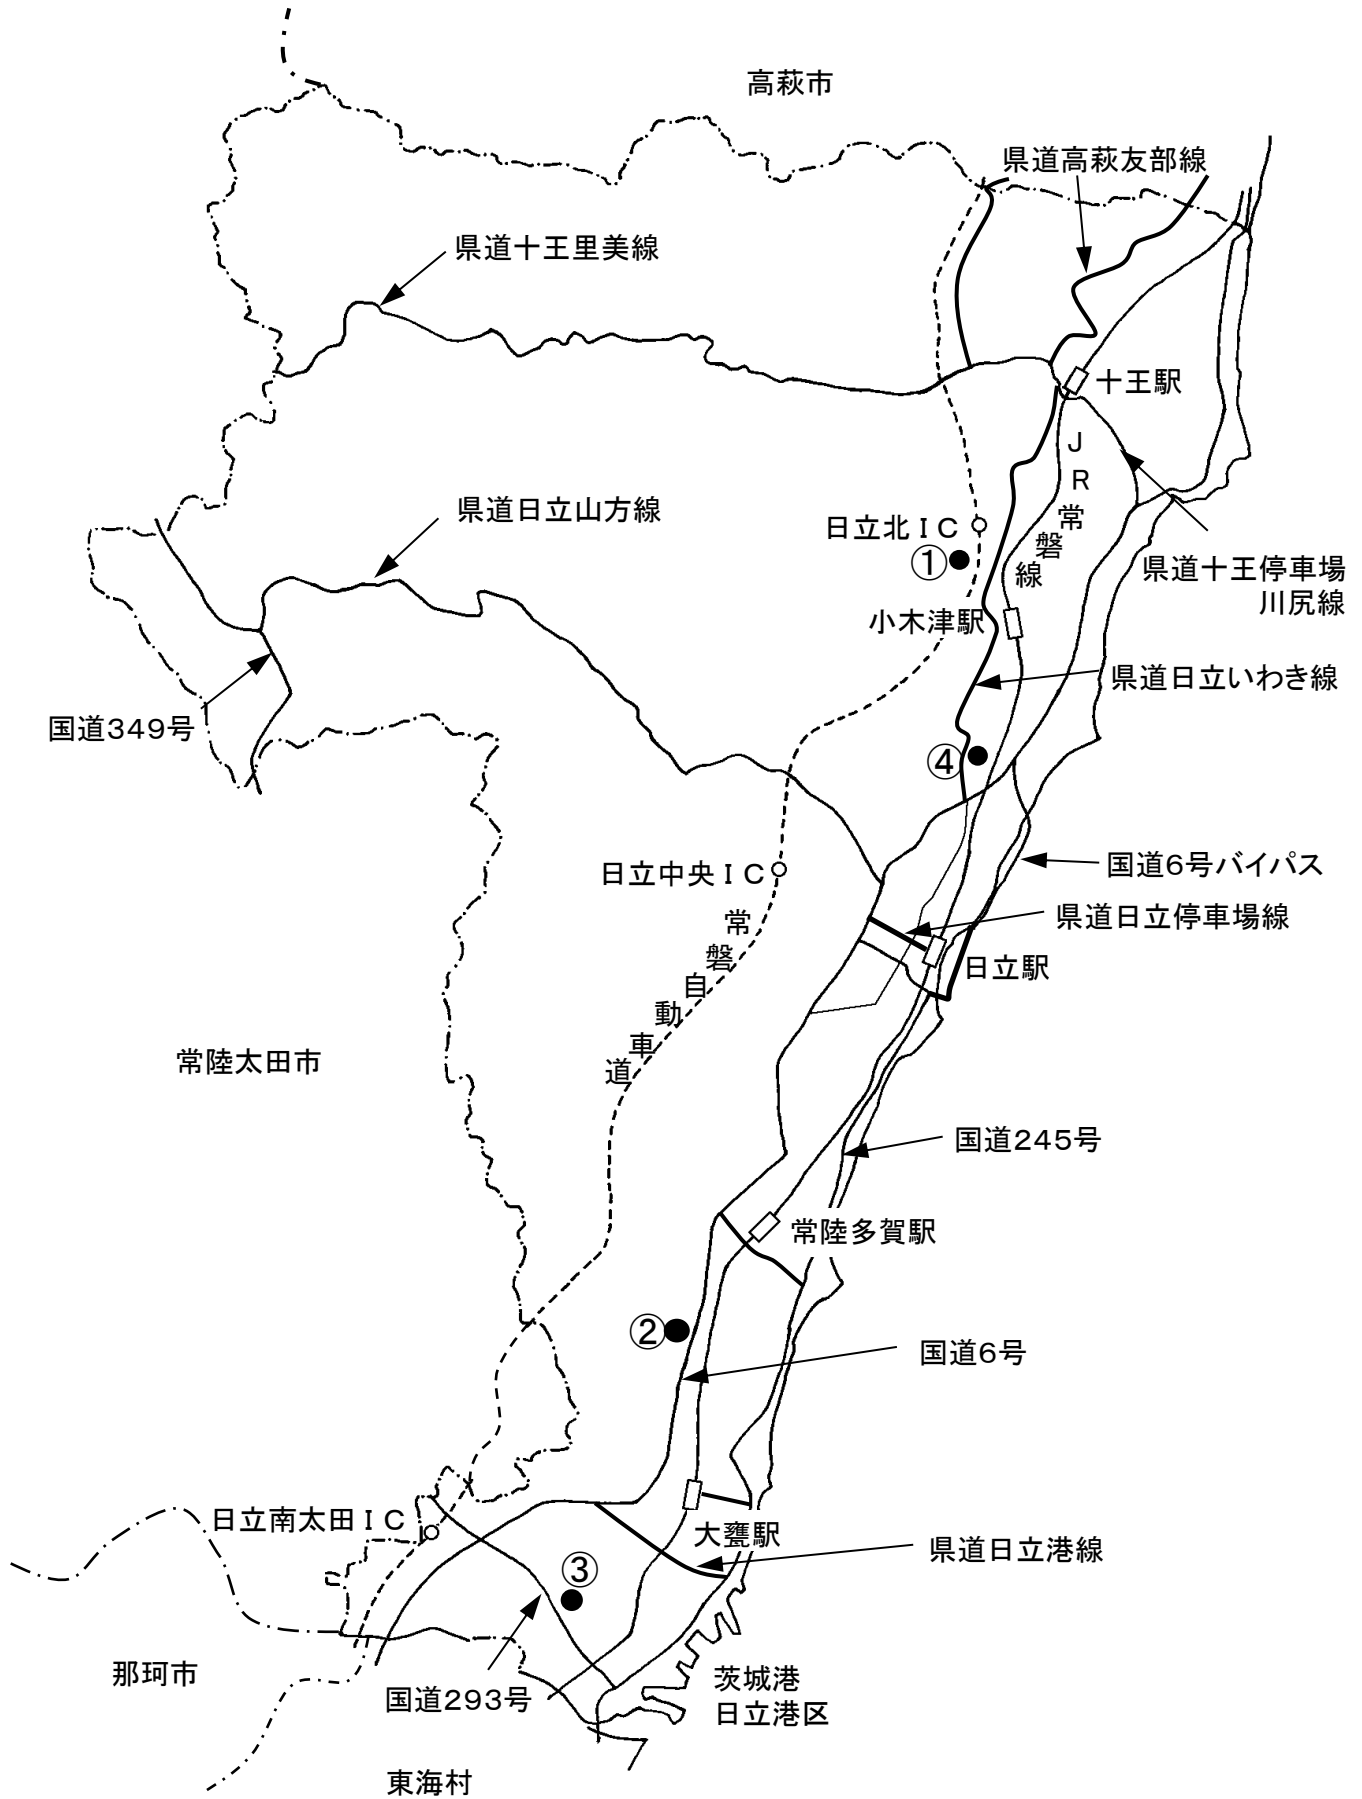 高萩市
県道高萩友部線
県道十王里美線
十王駅
JR常磐線
県道日立山方線
日立北IC
①
県道十王停車場
川尻線
小木津駅
県道日立いわき線
国道349号
④
国道6号バイパス
日立中央IC
県道日立停車場線
常磐自動車道
日立駅
常陸太田市
国道245号
常陸多賀駅
②
国道6号
日立南太田IC
大甕駅
県道日立港線
③
那珂市
国道293号
茨城港
日立港区
東海村